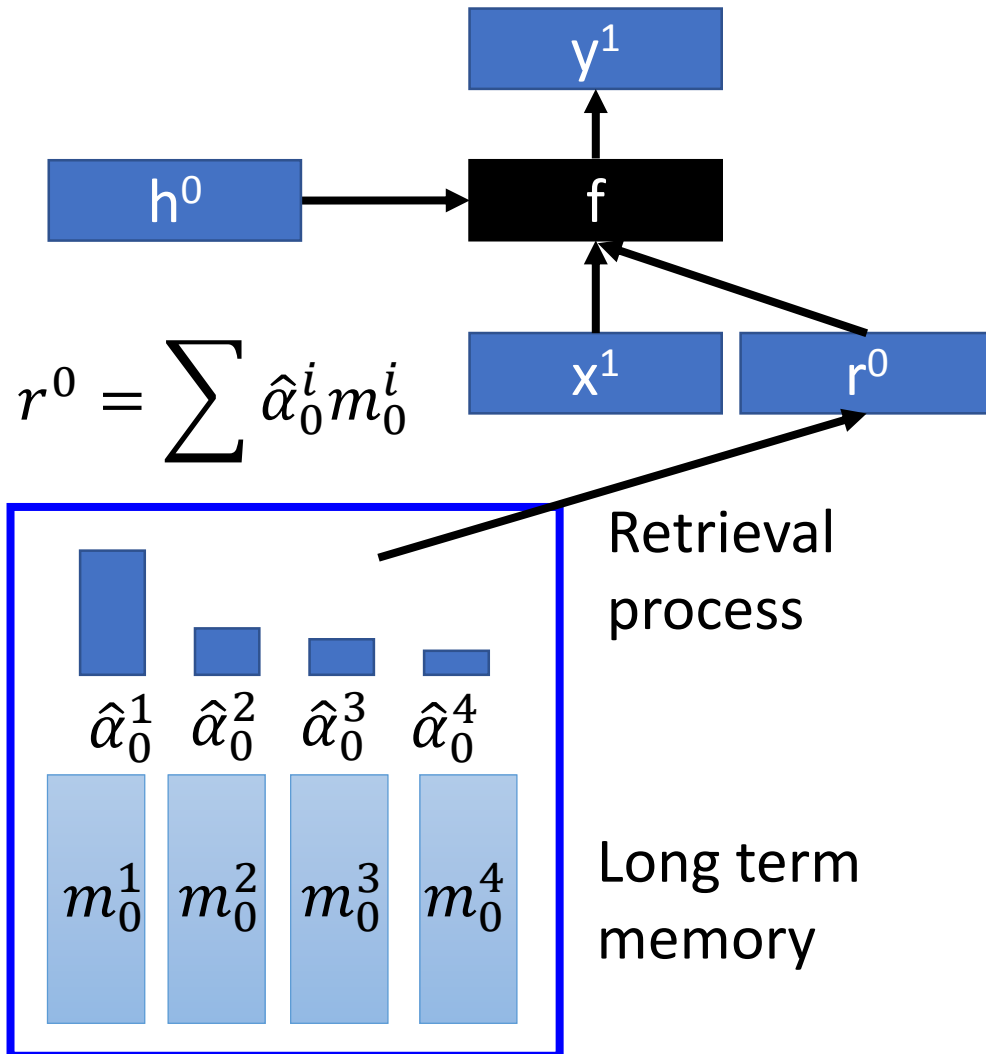 y¹
h⁰
f
x¹
r⁰
r⁰ = ∑ α̂₀ⁱ m₀ⁱ
Retrieval
process
α̂₀¹ α̂₀² α̂₀³ α̂₀⁴
m₀¹ m₀² m₀³ m₀⁴
Long term
memory